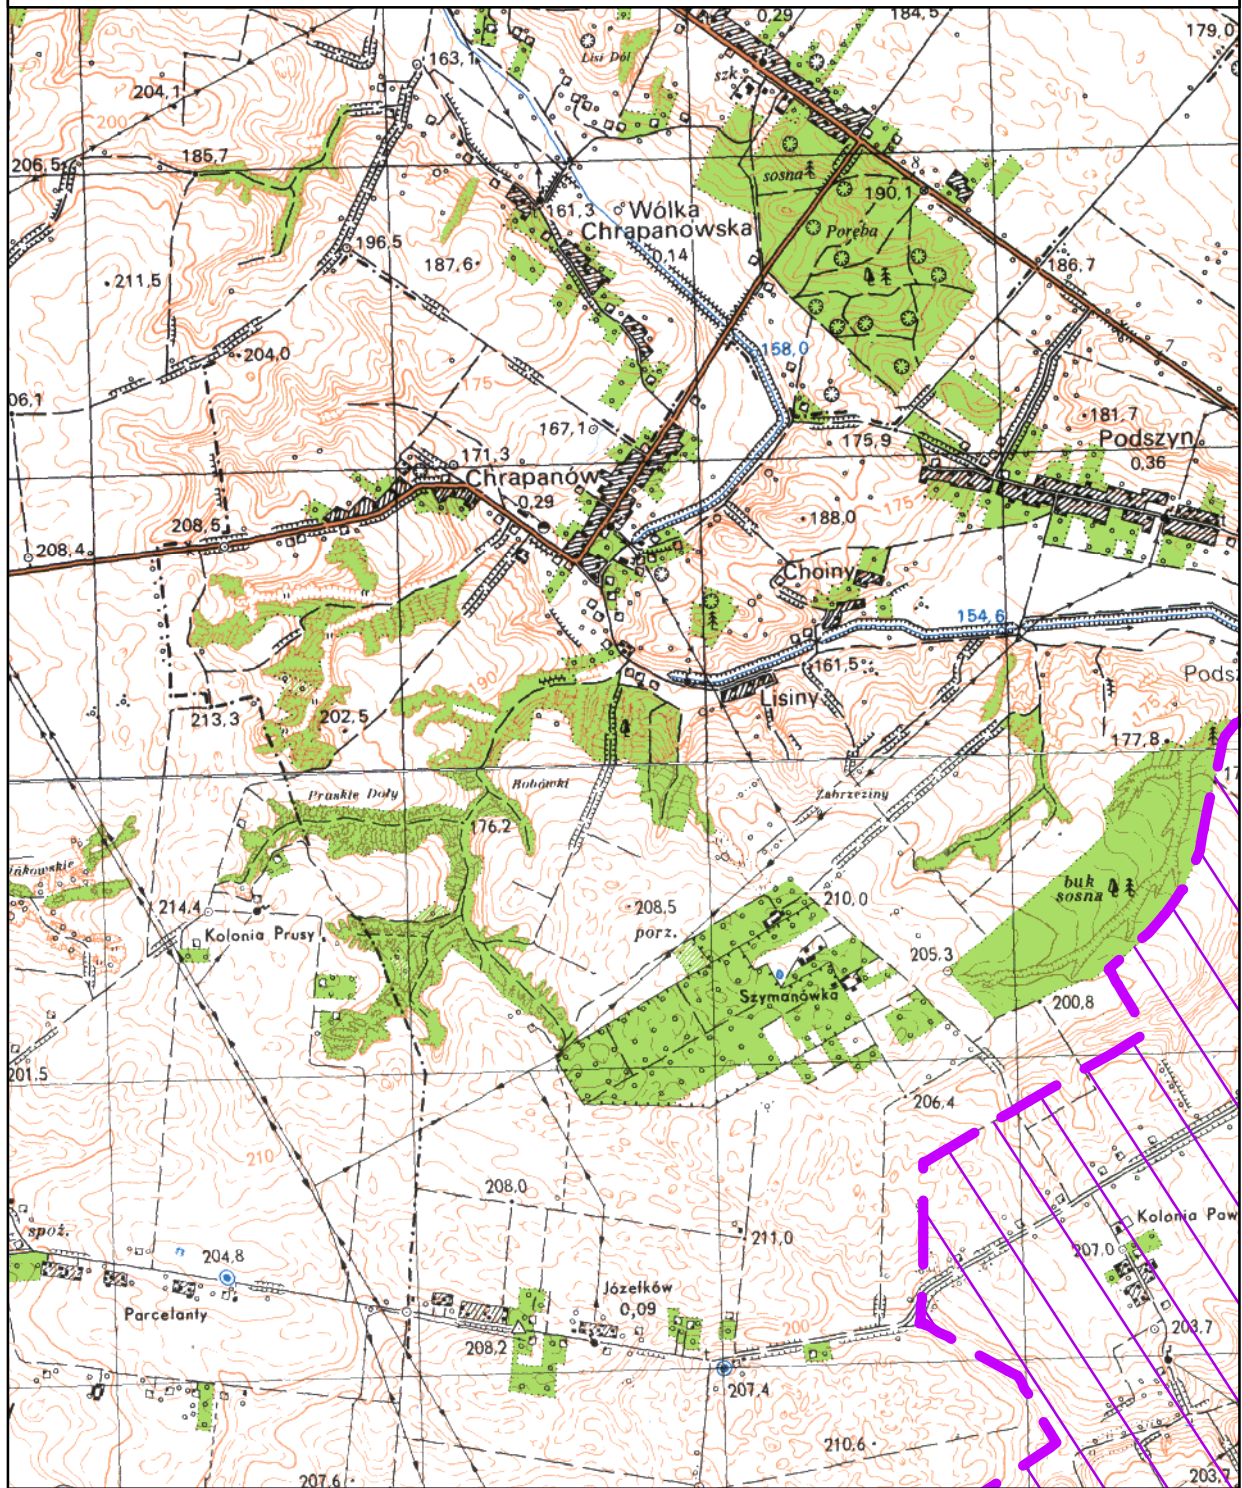 0,29
184,5
179,0
163,1
Lisi Dół
szk.
204,1
200
185,7
206,5
sosna
8
190,1
161,3
Wólka
Chrapanowska
0,14
Poręba
196,5
187,6
211,5
186,7
158,0
7
204,0
175
06,1
167,1
181,7
175,9
Podszyn
0,36
171,3
Chrapanów
0,29
175
188,0
208,5
208,4
Choiny
154,6
161,5
Podsz
190
Lisiny
175
213,3
202,5
177,8
17
Pruskie Doły
Bobówki
Zabrzeziny
176,2
buk
sosna
210,0
214,4
208,5
porz.
Kolonia Prusy
205,3
Szymanówka
200,8
201,5
206,4
210
208,0
Kolonia Paw
spoż.
211,0
207,0
204,8
Józefków
0,09
Parcelanty
200
203,7
208,2
207,4
210,6
207,6
203,7